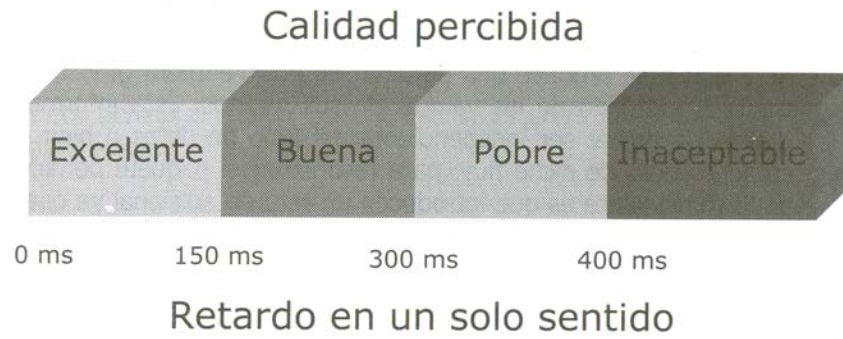 Calidad percibida
Excelente Buena Pobre Inaceptable
0 ms 150 ms 300 ms 400 ms
Retardo en un solo sentido